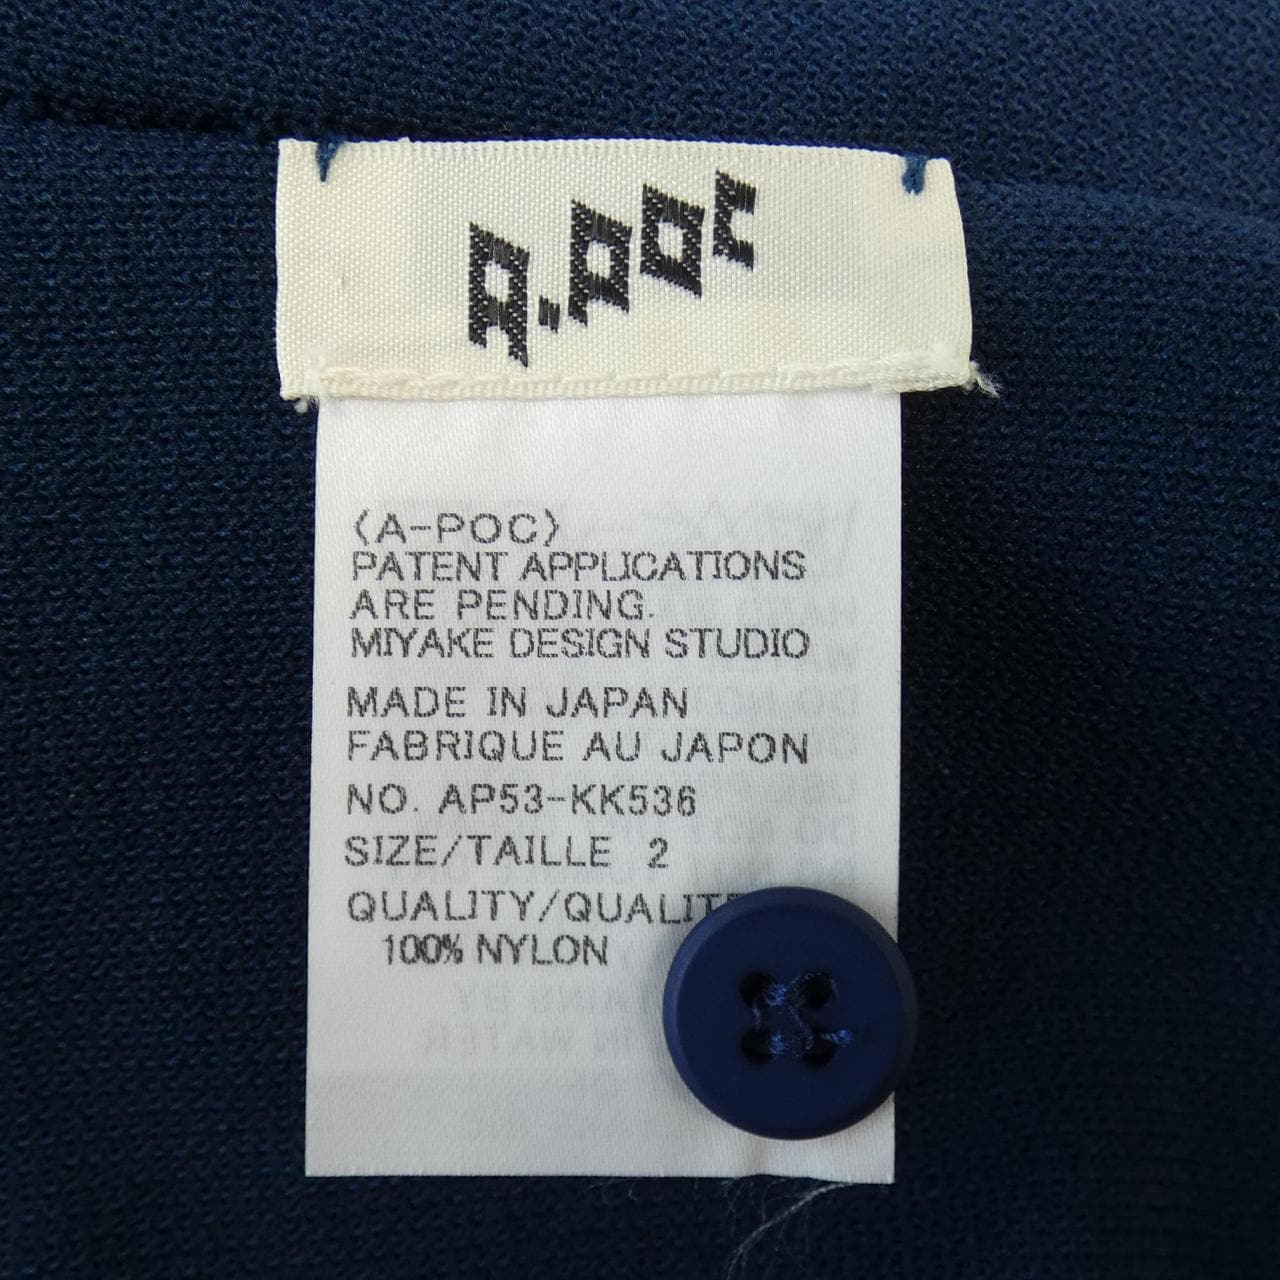 A.POC
〈A-POC〉
PATENT APPLICATIONS
ARE PENDING.
MIYAKE DESIGN STUDIO
MADE IN JAPAN
FABRIQUE AU JAPON
NO. AP53-KK536
SIZE/TAILLE 2
QUALITY/QUALITE
100% NYLON